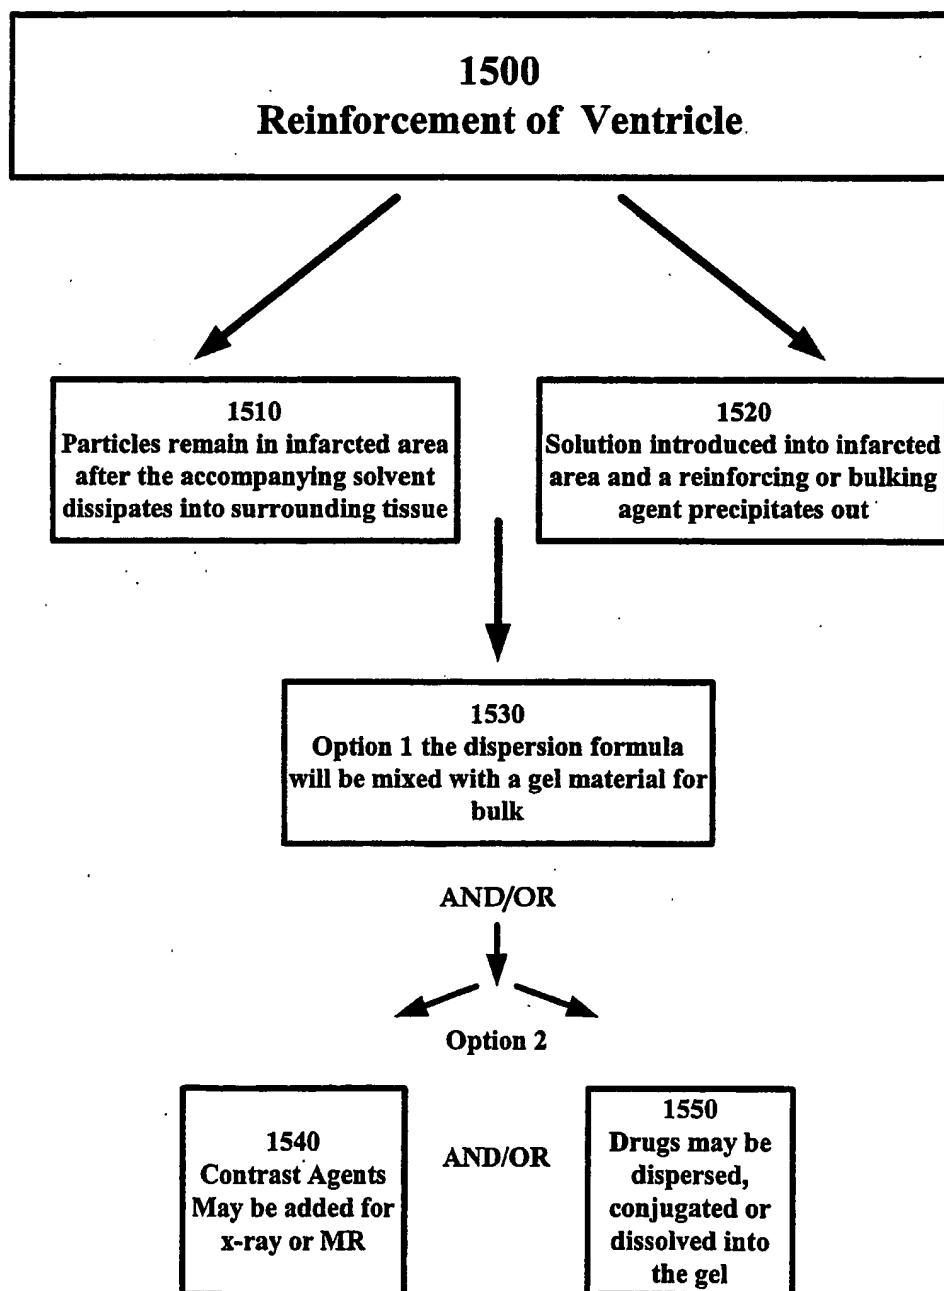 1500
Reinforcement of Ventricle
1510
Particles remain in infarcted area
after the accompanying solvent
dissipates into surrounding tissue
1520
Solution introduced into infarcted
area and a reinforcing or bulking
agent precipitates out
1530
Option 1 the dispersion formula
will be mixed with a gel material for
bulk
AND/OR
Option 2
1540
Contrast Agents
May be added for
x-ray or MR
AND/OR
1550
Drugs may be
dispersed,
conjugated or
dissolved into
the gel